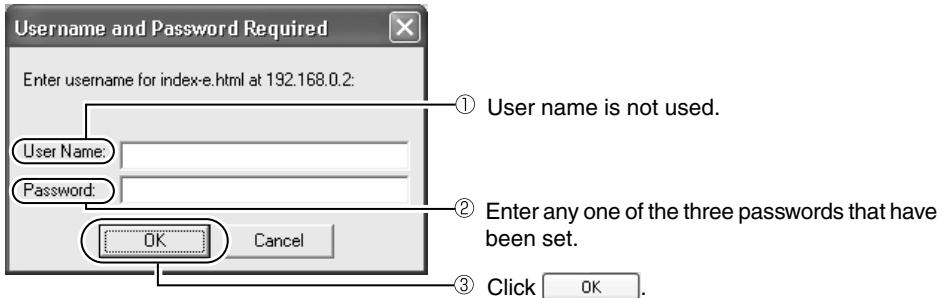 Username and Password Required
Enter username for index-e.html at 192.168.0.2:
① User name is not used.
User Name:
Password:
② Enter any one of the three passwords that have
been set.
OK Cancel
③ Click OK .